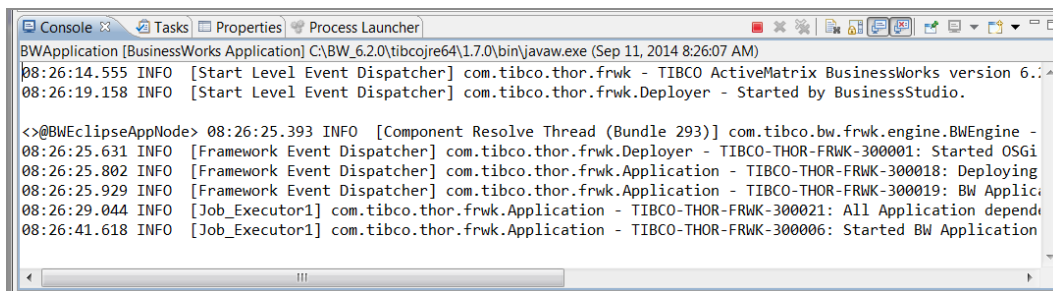 Console Tasks Properties Process Launcher
BWApplication [BusinessWorks Application] C:\BW_6.2.0\tibcojre64\1.7.0\bin\javaw.exe (Sep 11, 2014 8:26:07 AM)
08:26:14.555 INFO [Start Level Event Dispatcher] com.tibco.thor.frwk - TIBCO ActiveMatrix BusinessWorks version 6.
08:26:19.158 INFO [Start Level Event Dispatcher] com.tibco.thor.frwk.Deployer - Started by BusinessStudio.
<>@BWEclipseAppNode> 08:26:25.393 INFO [Component Resolve Thread (Bundle 293)] com.tibco.bw.frwk.engine.BWEngine -
08:26:25.631 INFO [Framework Event Dispatcher] com.tibco.thor.frwk.Deployer - TIBCO-THOR-FRWK-300001: Started OSGi
08:26:25.802 INFO [Framework Event Dispatcher] com.tibco.thor.frwk.Application - TIBCO-THOR-FRWK-300018: Deploying
08:26:25.929 INFO [Framework Event Dispatcher] com.tibco.thor.frwk.Application - TIBCO-THOR-FRWK-300019: BW Applic
08:26:29.044 INFO [Job_Executor1] com.tibco.thor.frwk.Application - TIBCO-THOR-FRWK-300021: All Application depend
08:26:41.618 INFO [Job_Executor1] com.tibco.thor.frwk.Application - TIBCO-THOR-FRWK-300006: Started BW Application